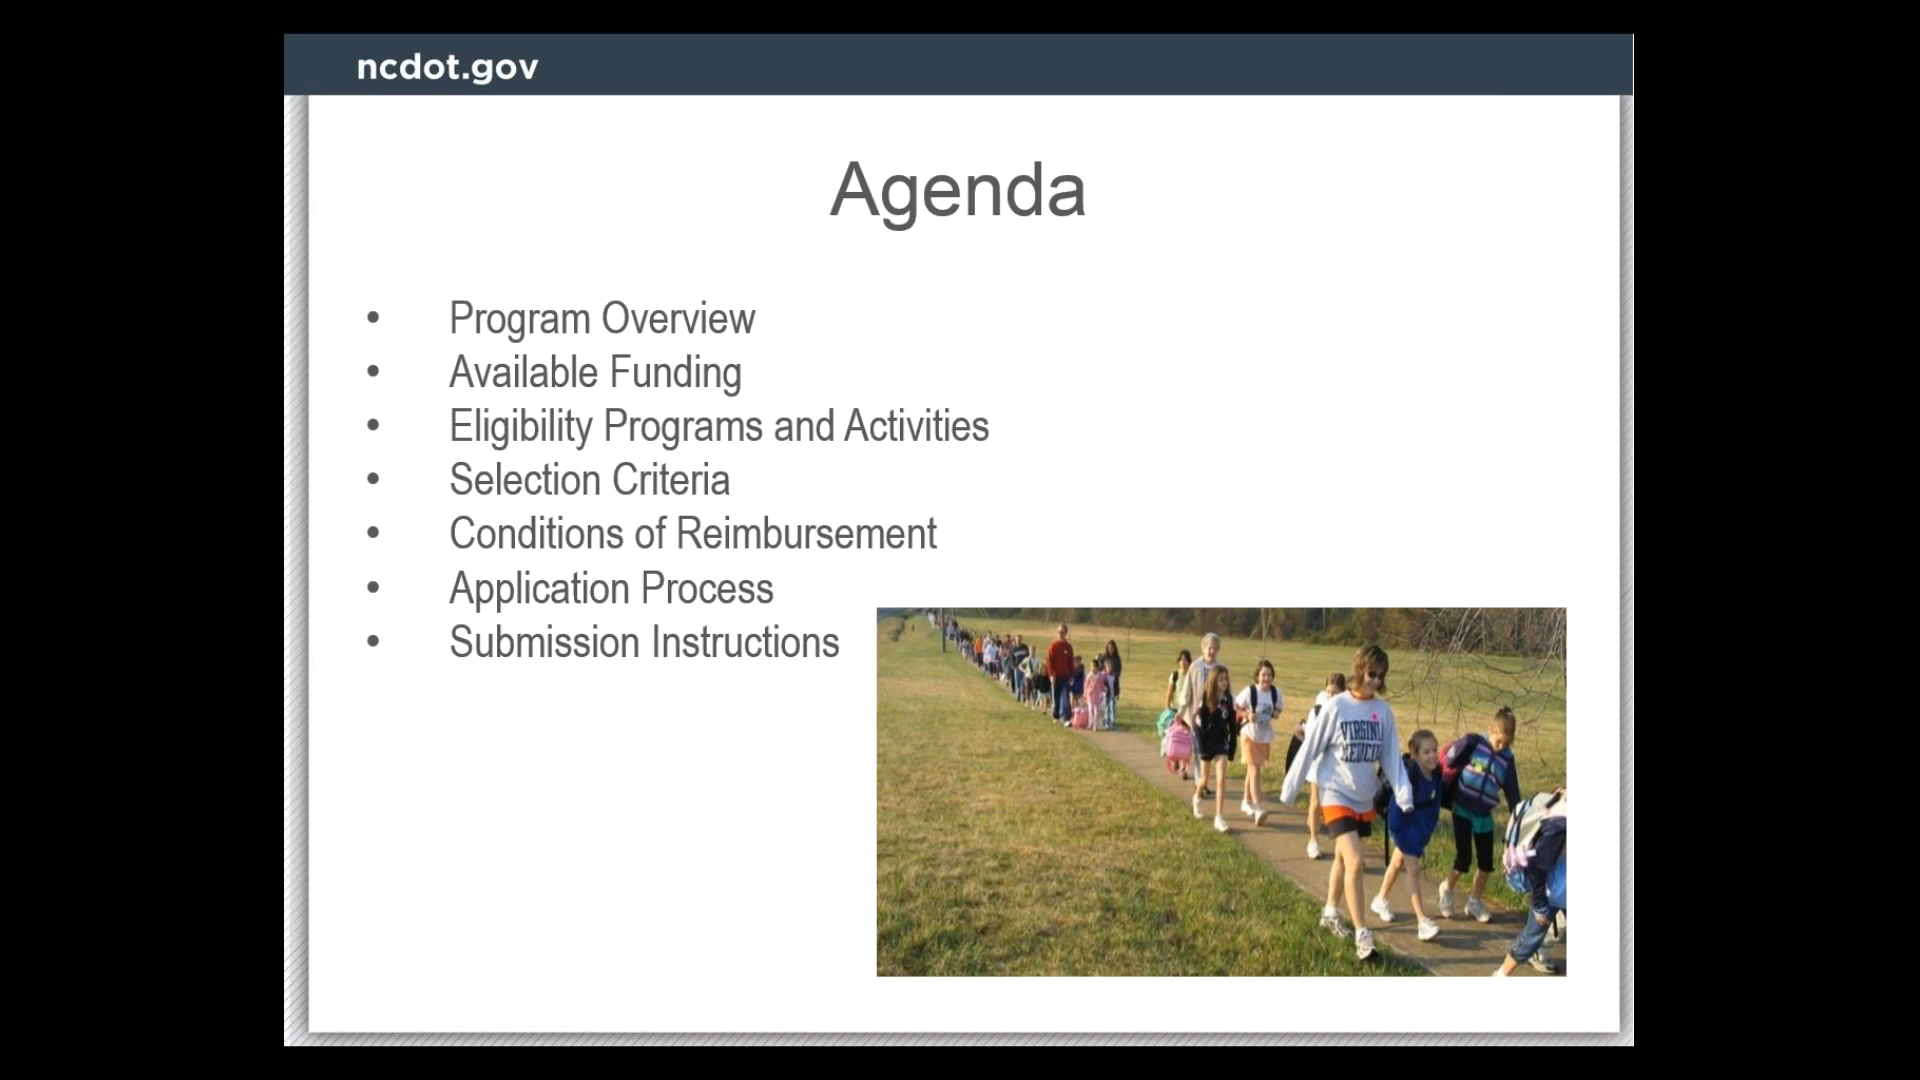 ncdot.gov
Agenda
• Program Overview
• Available Funding
• Eligibility Programs and Activities
• Selection Criteria
• Conditions of Reimbursement
• Application Process
• Submission Instructions
VIRGINIA
MEDICINE